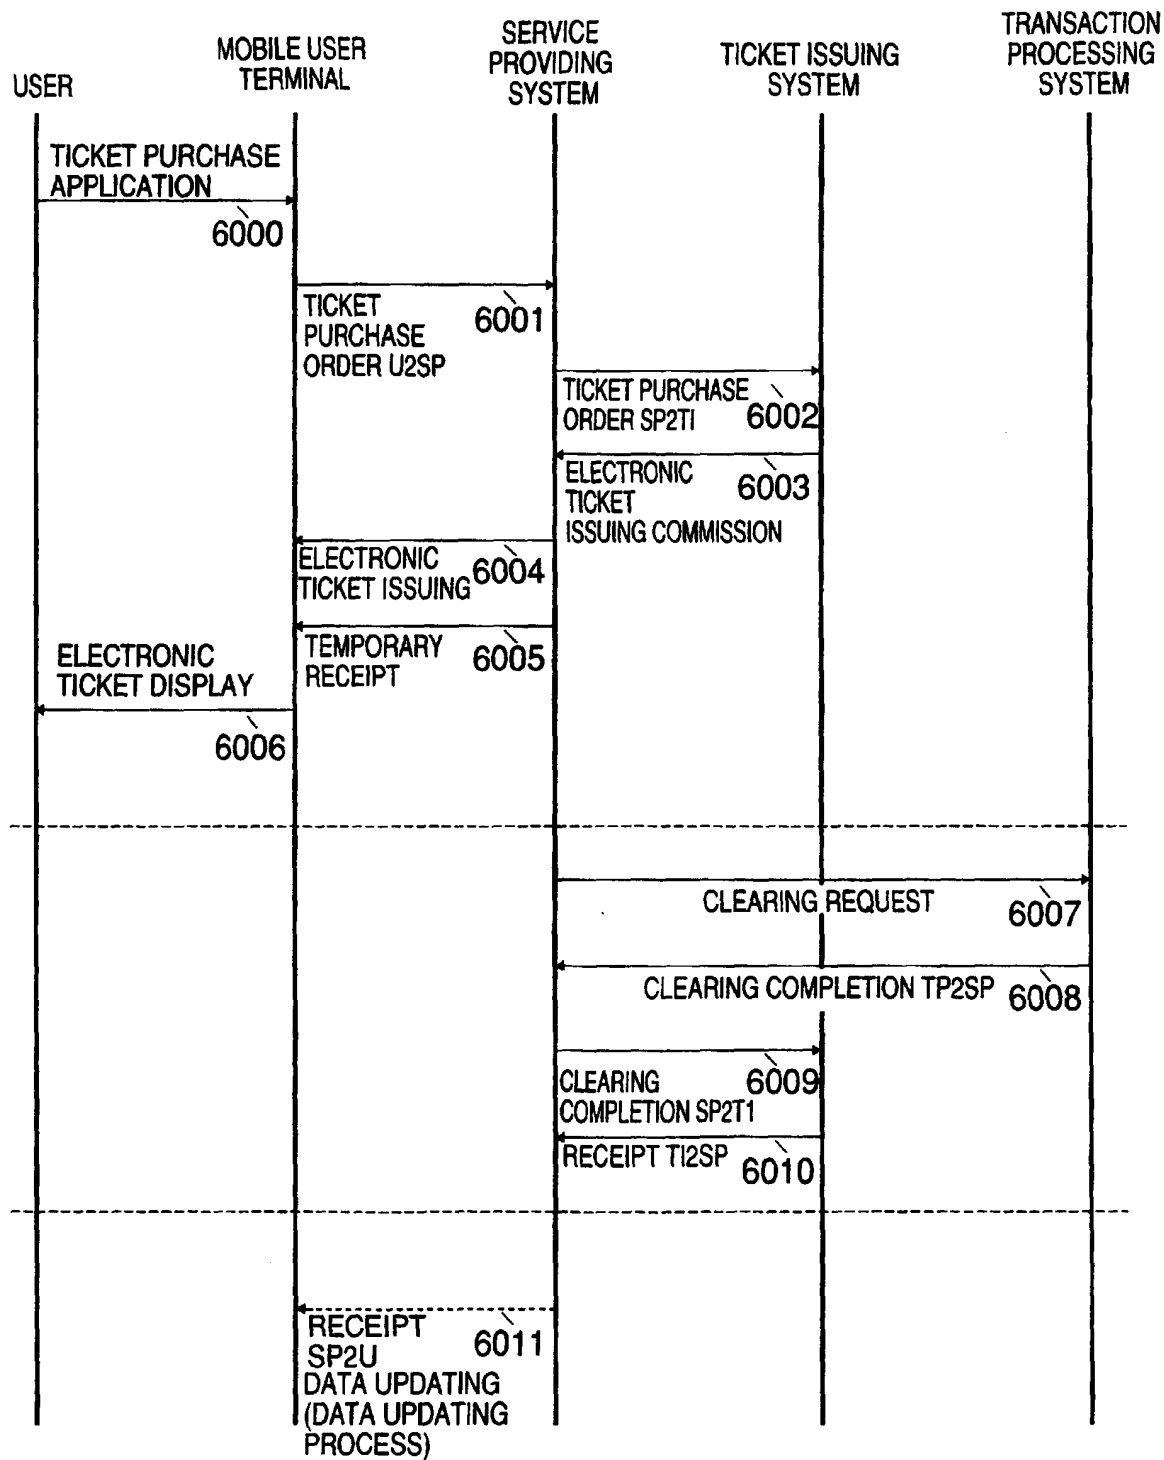 USER
MOBILE USER
TERMINAL
SERVICE
PROVIDING
SYSTEM
TICKET ISSUING
SYSTEM
TRANSACTION
PROCESSING
SYSTEM
TICKET PURCHASE
APPLICATION
6000
TICKET
PURCHASE
ORDER U2SP
6001
TICKET PURCHASE
ORDER SP2TI
6002
ELECTRONIC
TICKET
ISSUING COMMISSION
6003
ELECTRONIC
TICKET ISSUING
6004
TEMPORARY
RECEIPT
6005
ELECTRONIC
TICKET DISPLAY
6006
CLEARING REQUEST
6007
CLEARING COMPLETION TP2SP
6008
CLEARING
COMPLETION SP2T1
6009
RECEIPT TI2SP
6010
RECEIPT
SP2U
DATA UPDATING
(DATA UPDATING
PROCESS)
6011